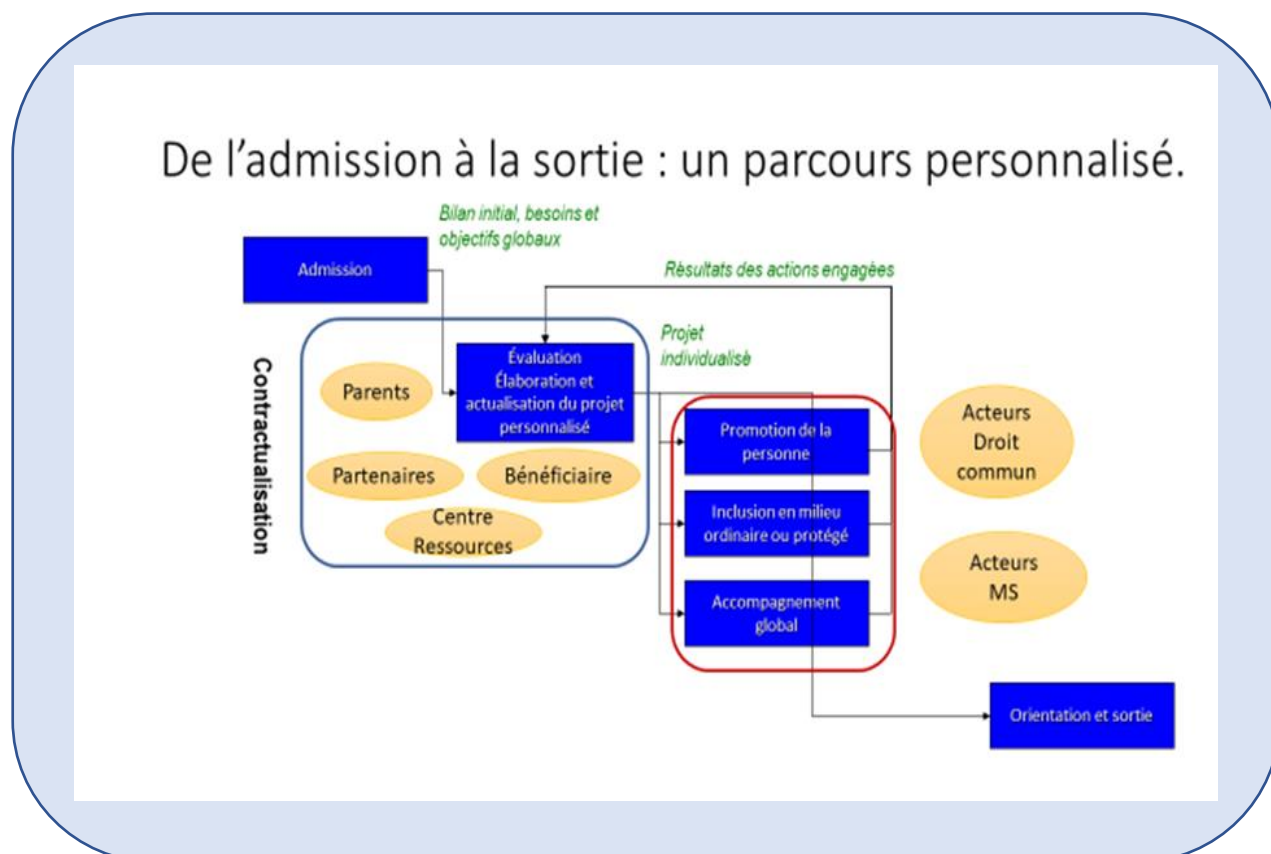 De l'admission à la sortie : un parcours personnalisé.
Bilan initial, besoins et
objectifs globaux
Admission
Résultats des actions engagées
Projet
individualisè
Contractualisation
Évaluation
Élaboration et
actualisation du projet
personnalisé
Parents
Partenaires
Bénéficiaire
Centre
Ressources
Promotion de la
personne
Inclusion en milieu
ordinaire ou protégé
Accompagnement
global
Acteurs
Droit
commun
Acteurs
MS
Orientation et sortie